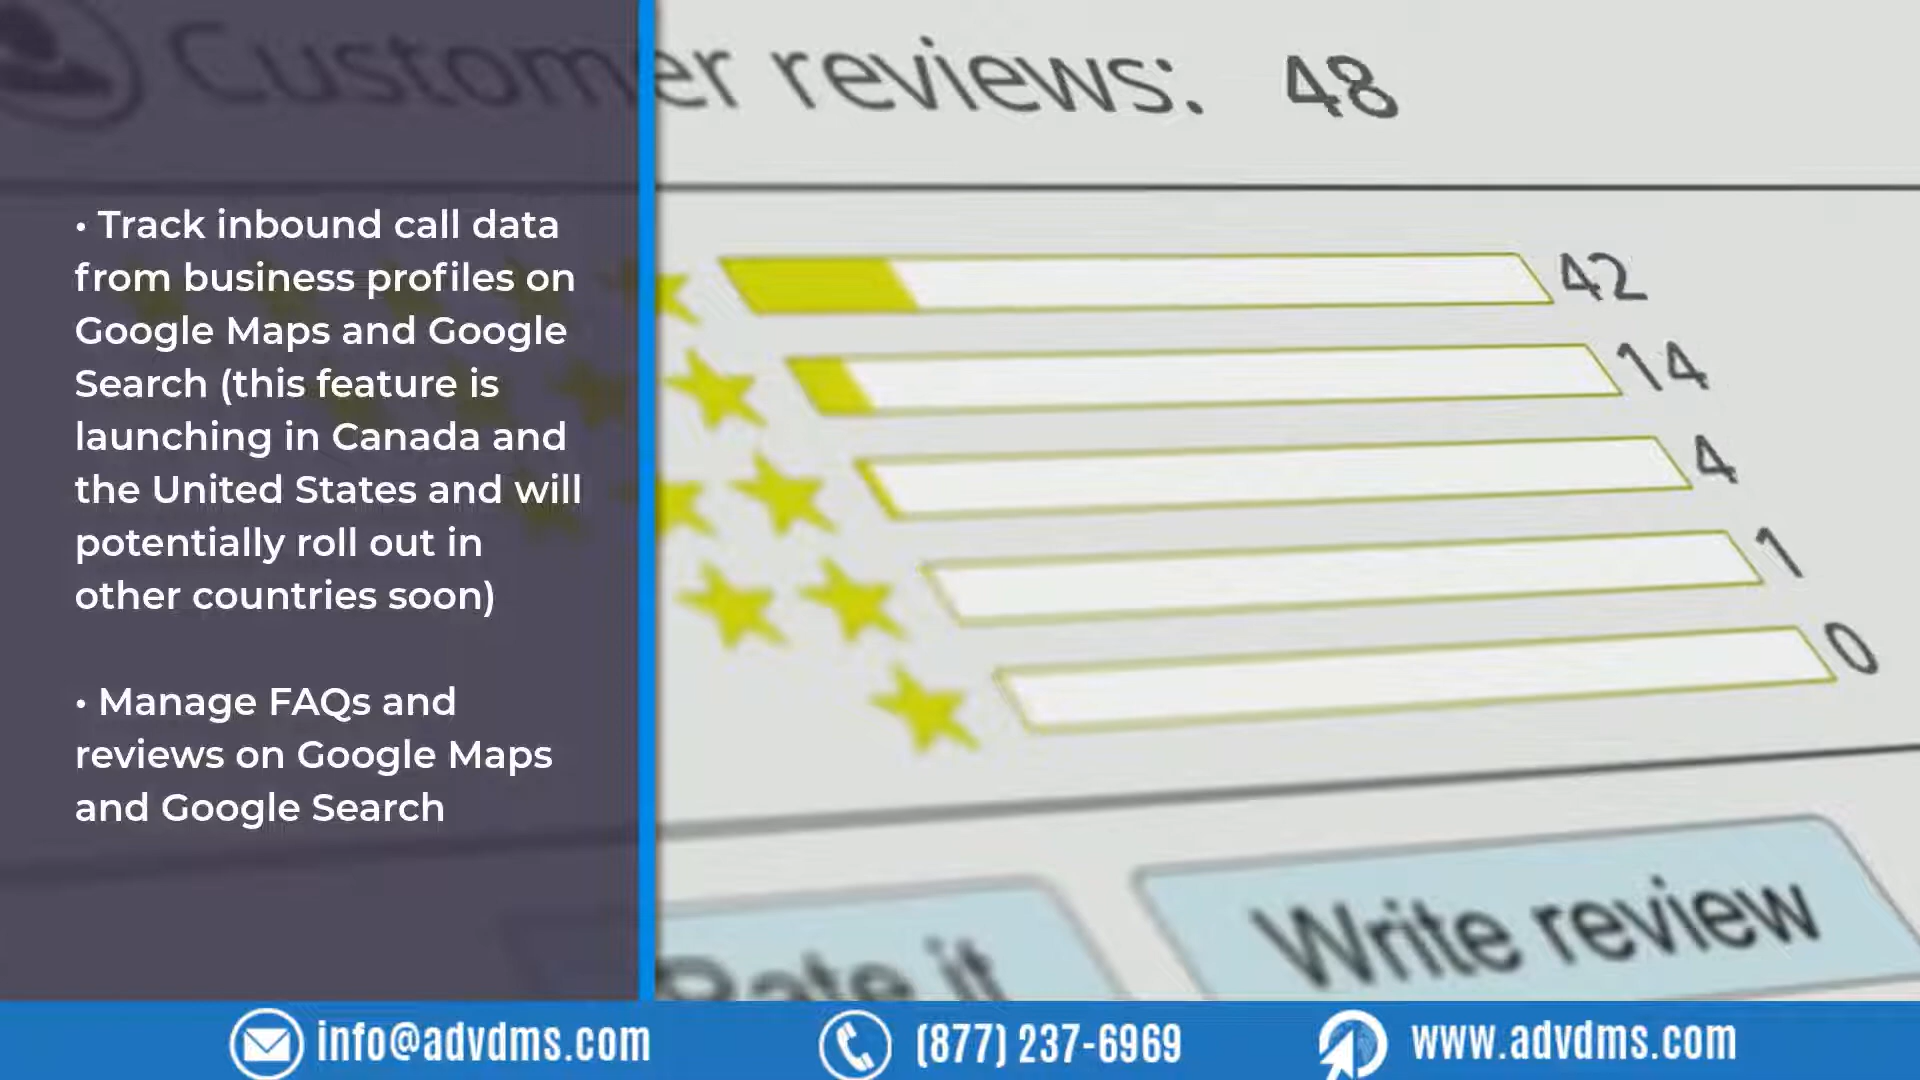 Customer reviews: 48
• Track inbound call data
from business profiles on
Google Maps and Google
Search (this feature is
launching in Canada and
the United States and will
potentially roll out in
other countries soon)
• Manage FAQs and
reviews on Google Maps
and Google Search
42
14
4
1
0
Rate it
Write review
info@advdms.com
(877) 237-6969
www.advdms.com